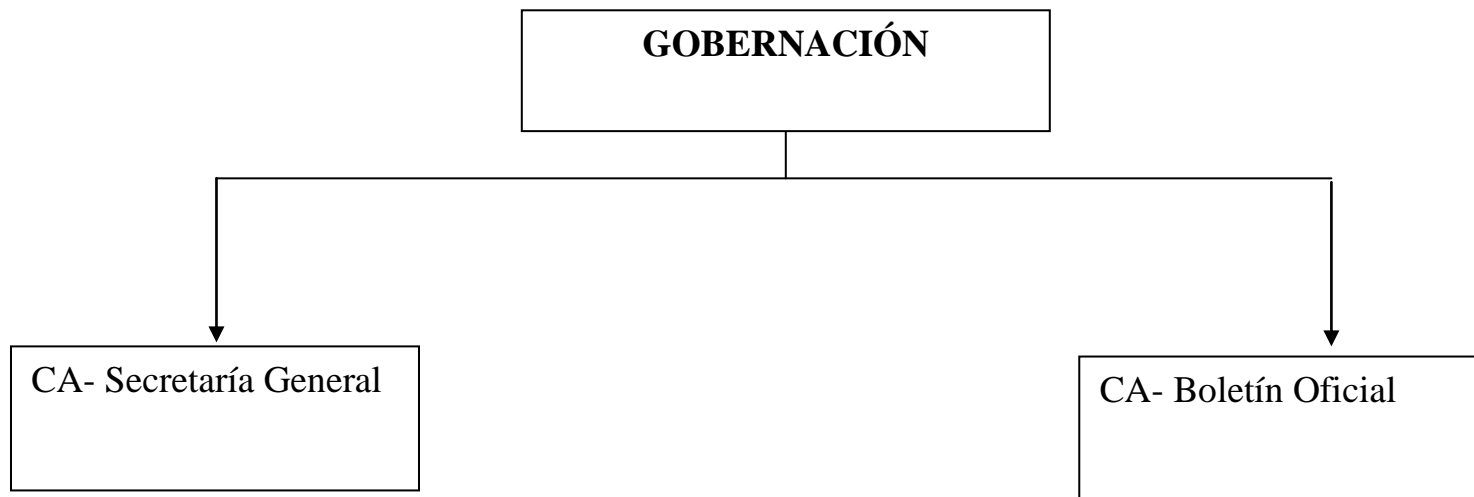 GOBERNACIÓN
CA- Secretaría General
CA- Boletín Oficial